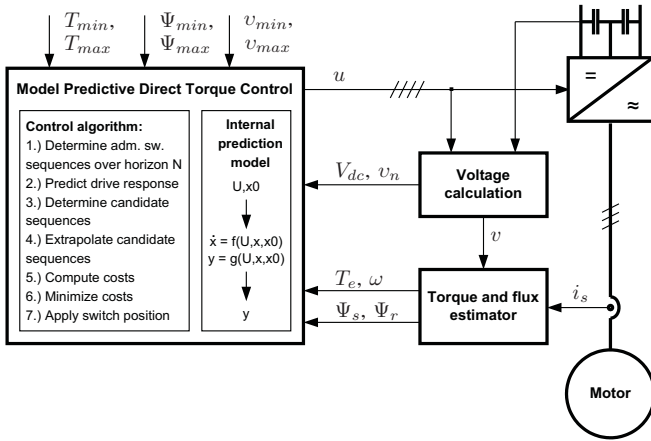 T_min, Ψ_min, υ_min,
T_max Ψ_max υ_max
Model Predictive Direct Torque Control
u
=
≈
Control algorithm:
1.) Determine adm. sw.
sequences over horizon N
2.) Predict drive response
3.) Determine candidate
sequences
4.) Extrapolate candidate
sequences
5.) Compute costs
6.) Minimize costs
7.) Apply switch position
Internal
prediction
model
U,x0
ẋ = f(U,x,x0)
y = g(U,x,x0)
y
V_dc, υ_n
Voltage
calculation
v
T_e, ω
Ψ_s, Ψ_r
Torque and flux
estimator
i_s
Motor